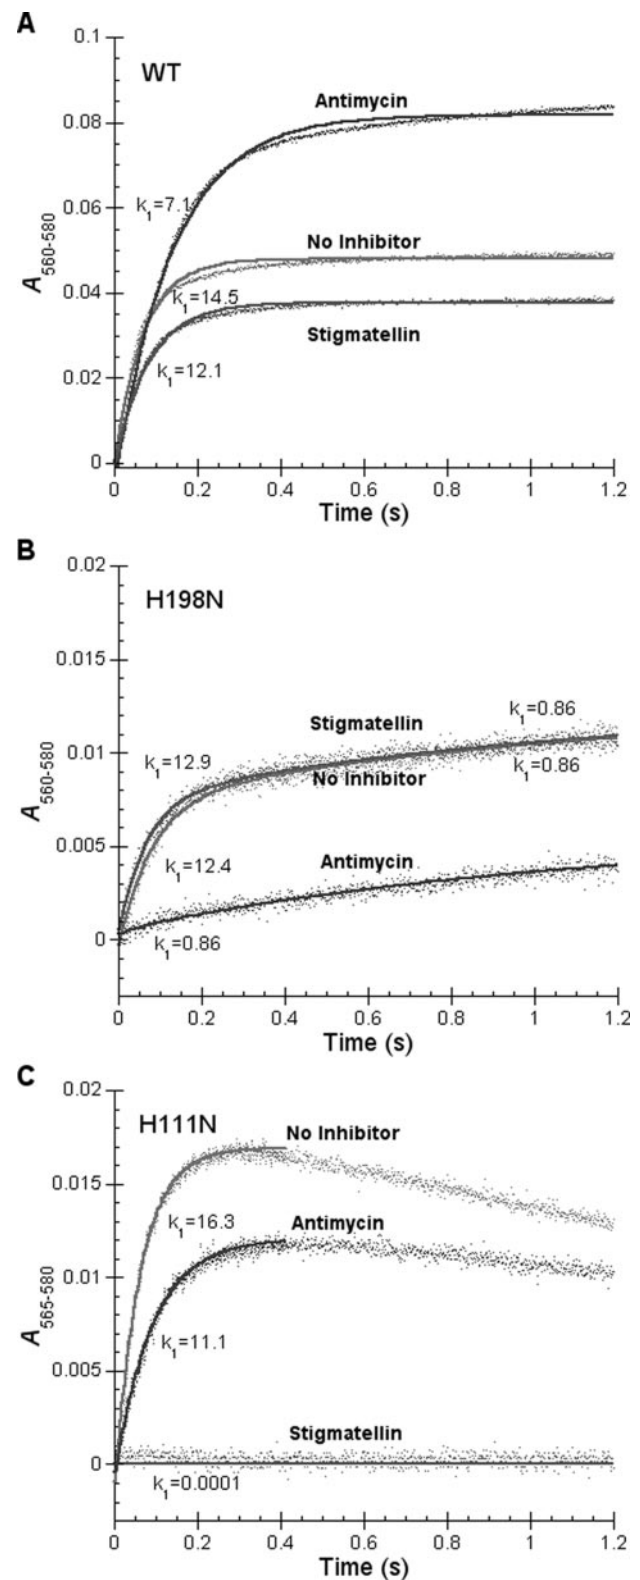 A
WT
0.1
0.08
0.06
0.04
0.02
0
A560-580
Antimycin
k1=7.1
No Inhibitor
k1=14.5
Stigmatellin
k1=12.1
0 0.2 0.4 0.6 0.8 1 1.2
Time (s)
B
H198N
0.02
0.015
0.01
0.005
0
A560-580
k1=0.86
Stigmatellin
k1=12.9
No Inhibitor
k1=0.86
Antimycin
k1=12.4
k1=0.86
0 0.2 0.4 0.6 0.8 1 1.2
Time (s)
C
H111N
0.02
0.015
0.01
0.005
0
A565-580
No Inhibitor
k1=16.3
Antimycin
k1=11.1
Stigmatellin
k1=0.0001
0 0.2 0.4 0.6 0.8 1 1.2
Time (s)